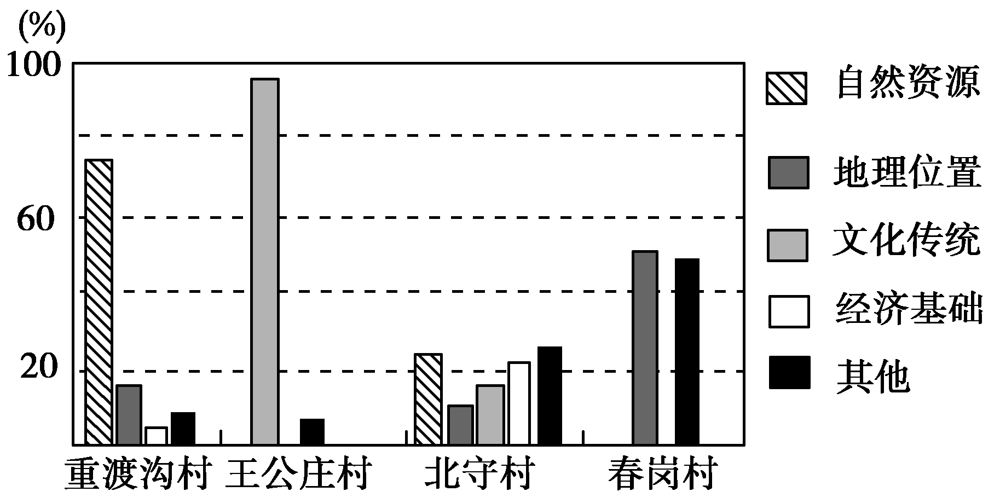 (%)
100
60
20
重渡沟村 王公庄村 北守村 春岗村
自然资源
地理位置
文化传统
经济基础
其他